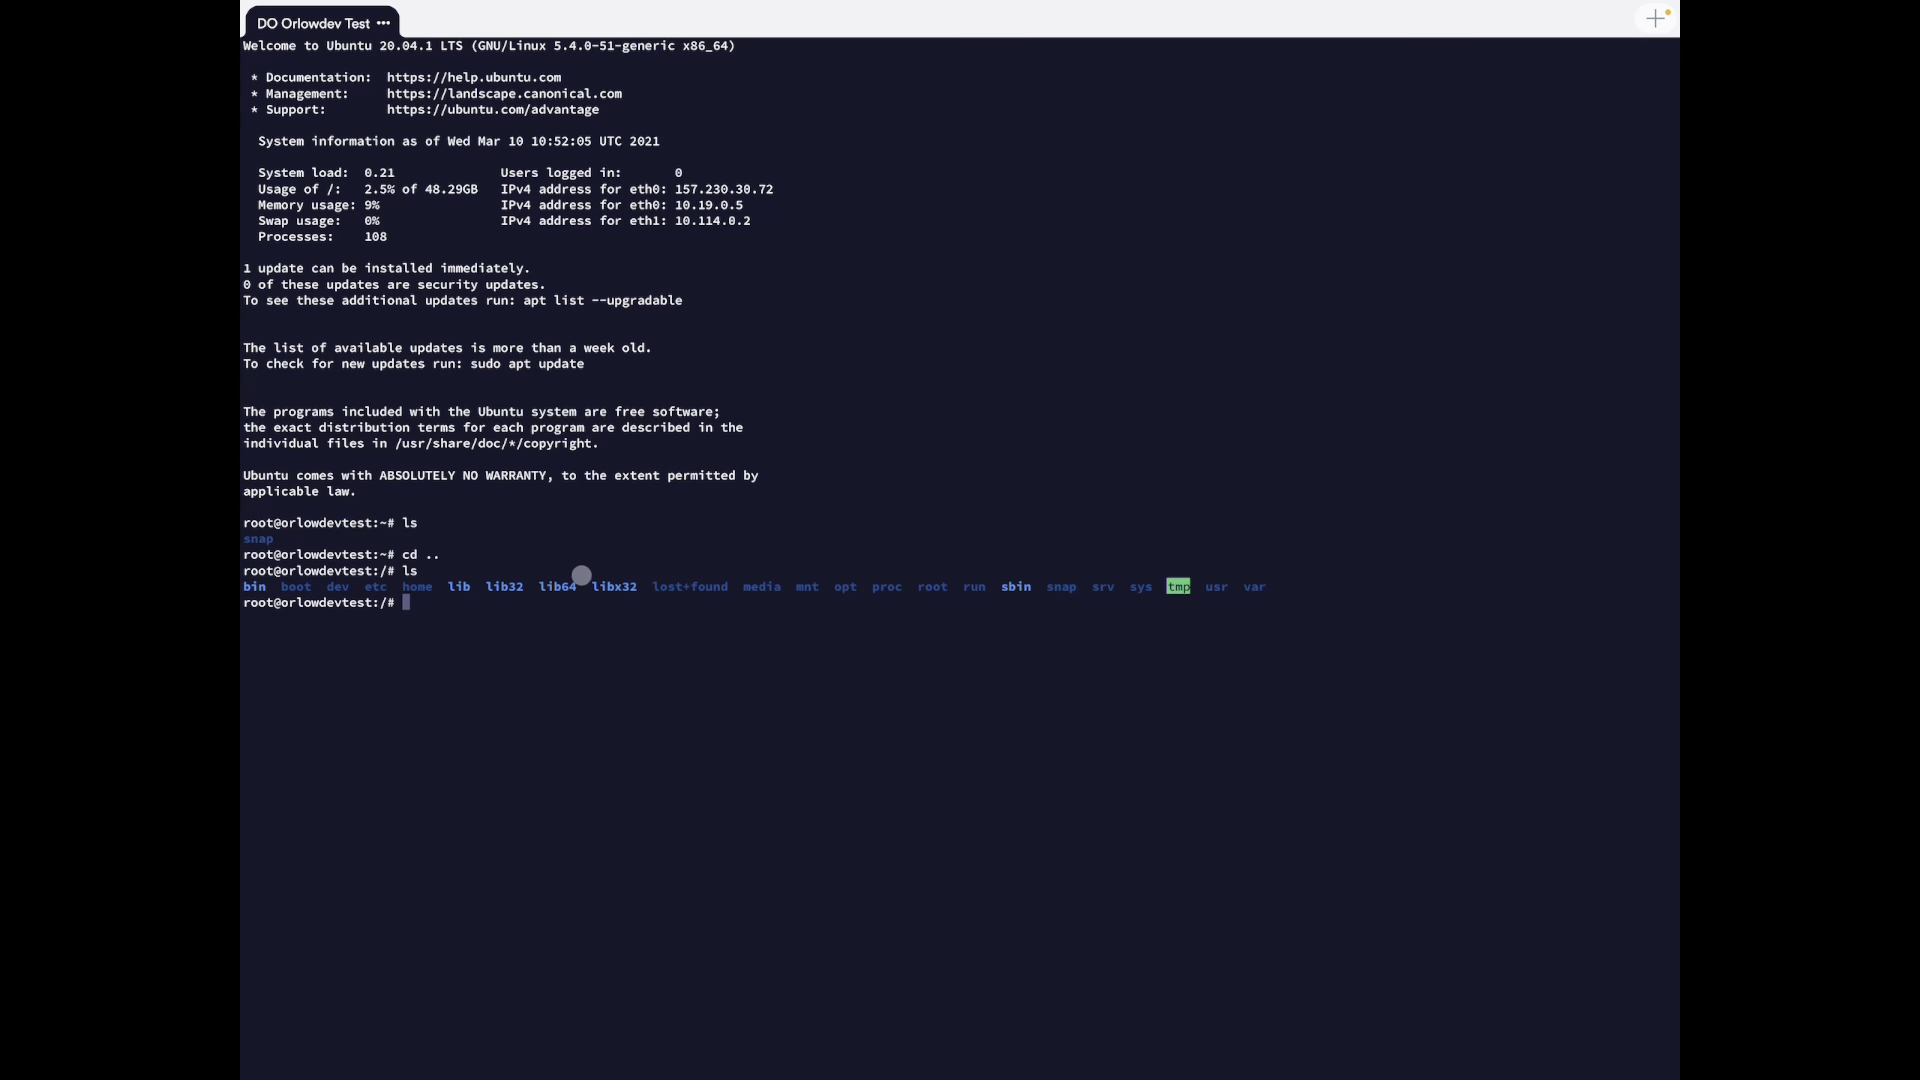 DO Orlowdev Test •••
Welcome to Ubuntu 20.04.1 LTS (GNU/Linux 5.4.0-51-generic x86_64)
* Documentation:  https://help.ubuntu.com
* Management:     https://landscape.canonical.com
* Support:        https://ubuntu.com/advantage
System information as of Wed Mar 10 10:52:05 UTC 2021
System load:  0.21              Users logged in:       0
Usage of /:   2.5% of 48.29GB   IPv4 address for eth0: 157.230.30.72
Memory usage: 9%                IPv4 address for eth0: 10.19.0.5
Swap usage:   0%                IPv4 address for eth1: 10.114.0.2
Processes:    108
1 update can be installed immediately.
0 of these updates are security updates.
To see these additional updates run: apt list --upgradable
The list of available updates is more than a week old.
To check for new updates run: sudo apt update
The programs included with the Ubuntu system are free software;
the exact distribution terms for each program are described in the
individual files in /usr/share/doc/*/copyright.
Ubuntu comes with ABSOLUTELY NO WARRANTY, to the extent permitted by
applicable law.
root@orlowdevtest:~# ls
snap
root@orlowdevtest:~# cd ..
root@orlowdevtest:/# ls
bin  boot  dev  etc  home  lib  lib32  lib64  libx32  lost+found  media  mnt  opt  proc  root  run  sbin  snap  srv  sys  tmp  usr  var
root@orlowdevtest:/#